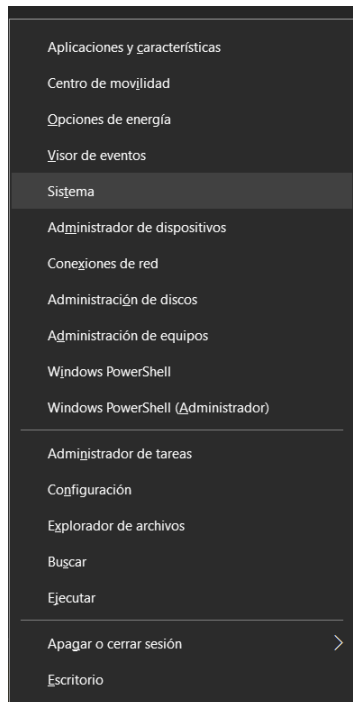 Aplicaciones y características
Centro de movilidad
Opciones de energía
Visor de eventos
Sistema
Administrador de dispositivos
Conexiones de red
Administración de discos
Administración de equipos
Windows PowerShell
Windows PowerShell (Administrador)
Administrador de tareas
Configuración
Explorador de archivos
Buscar
Ejecutar
Apagar o cerrar sesión
Escritorio